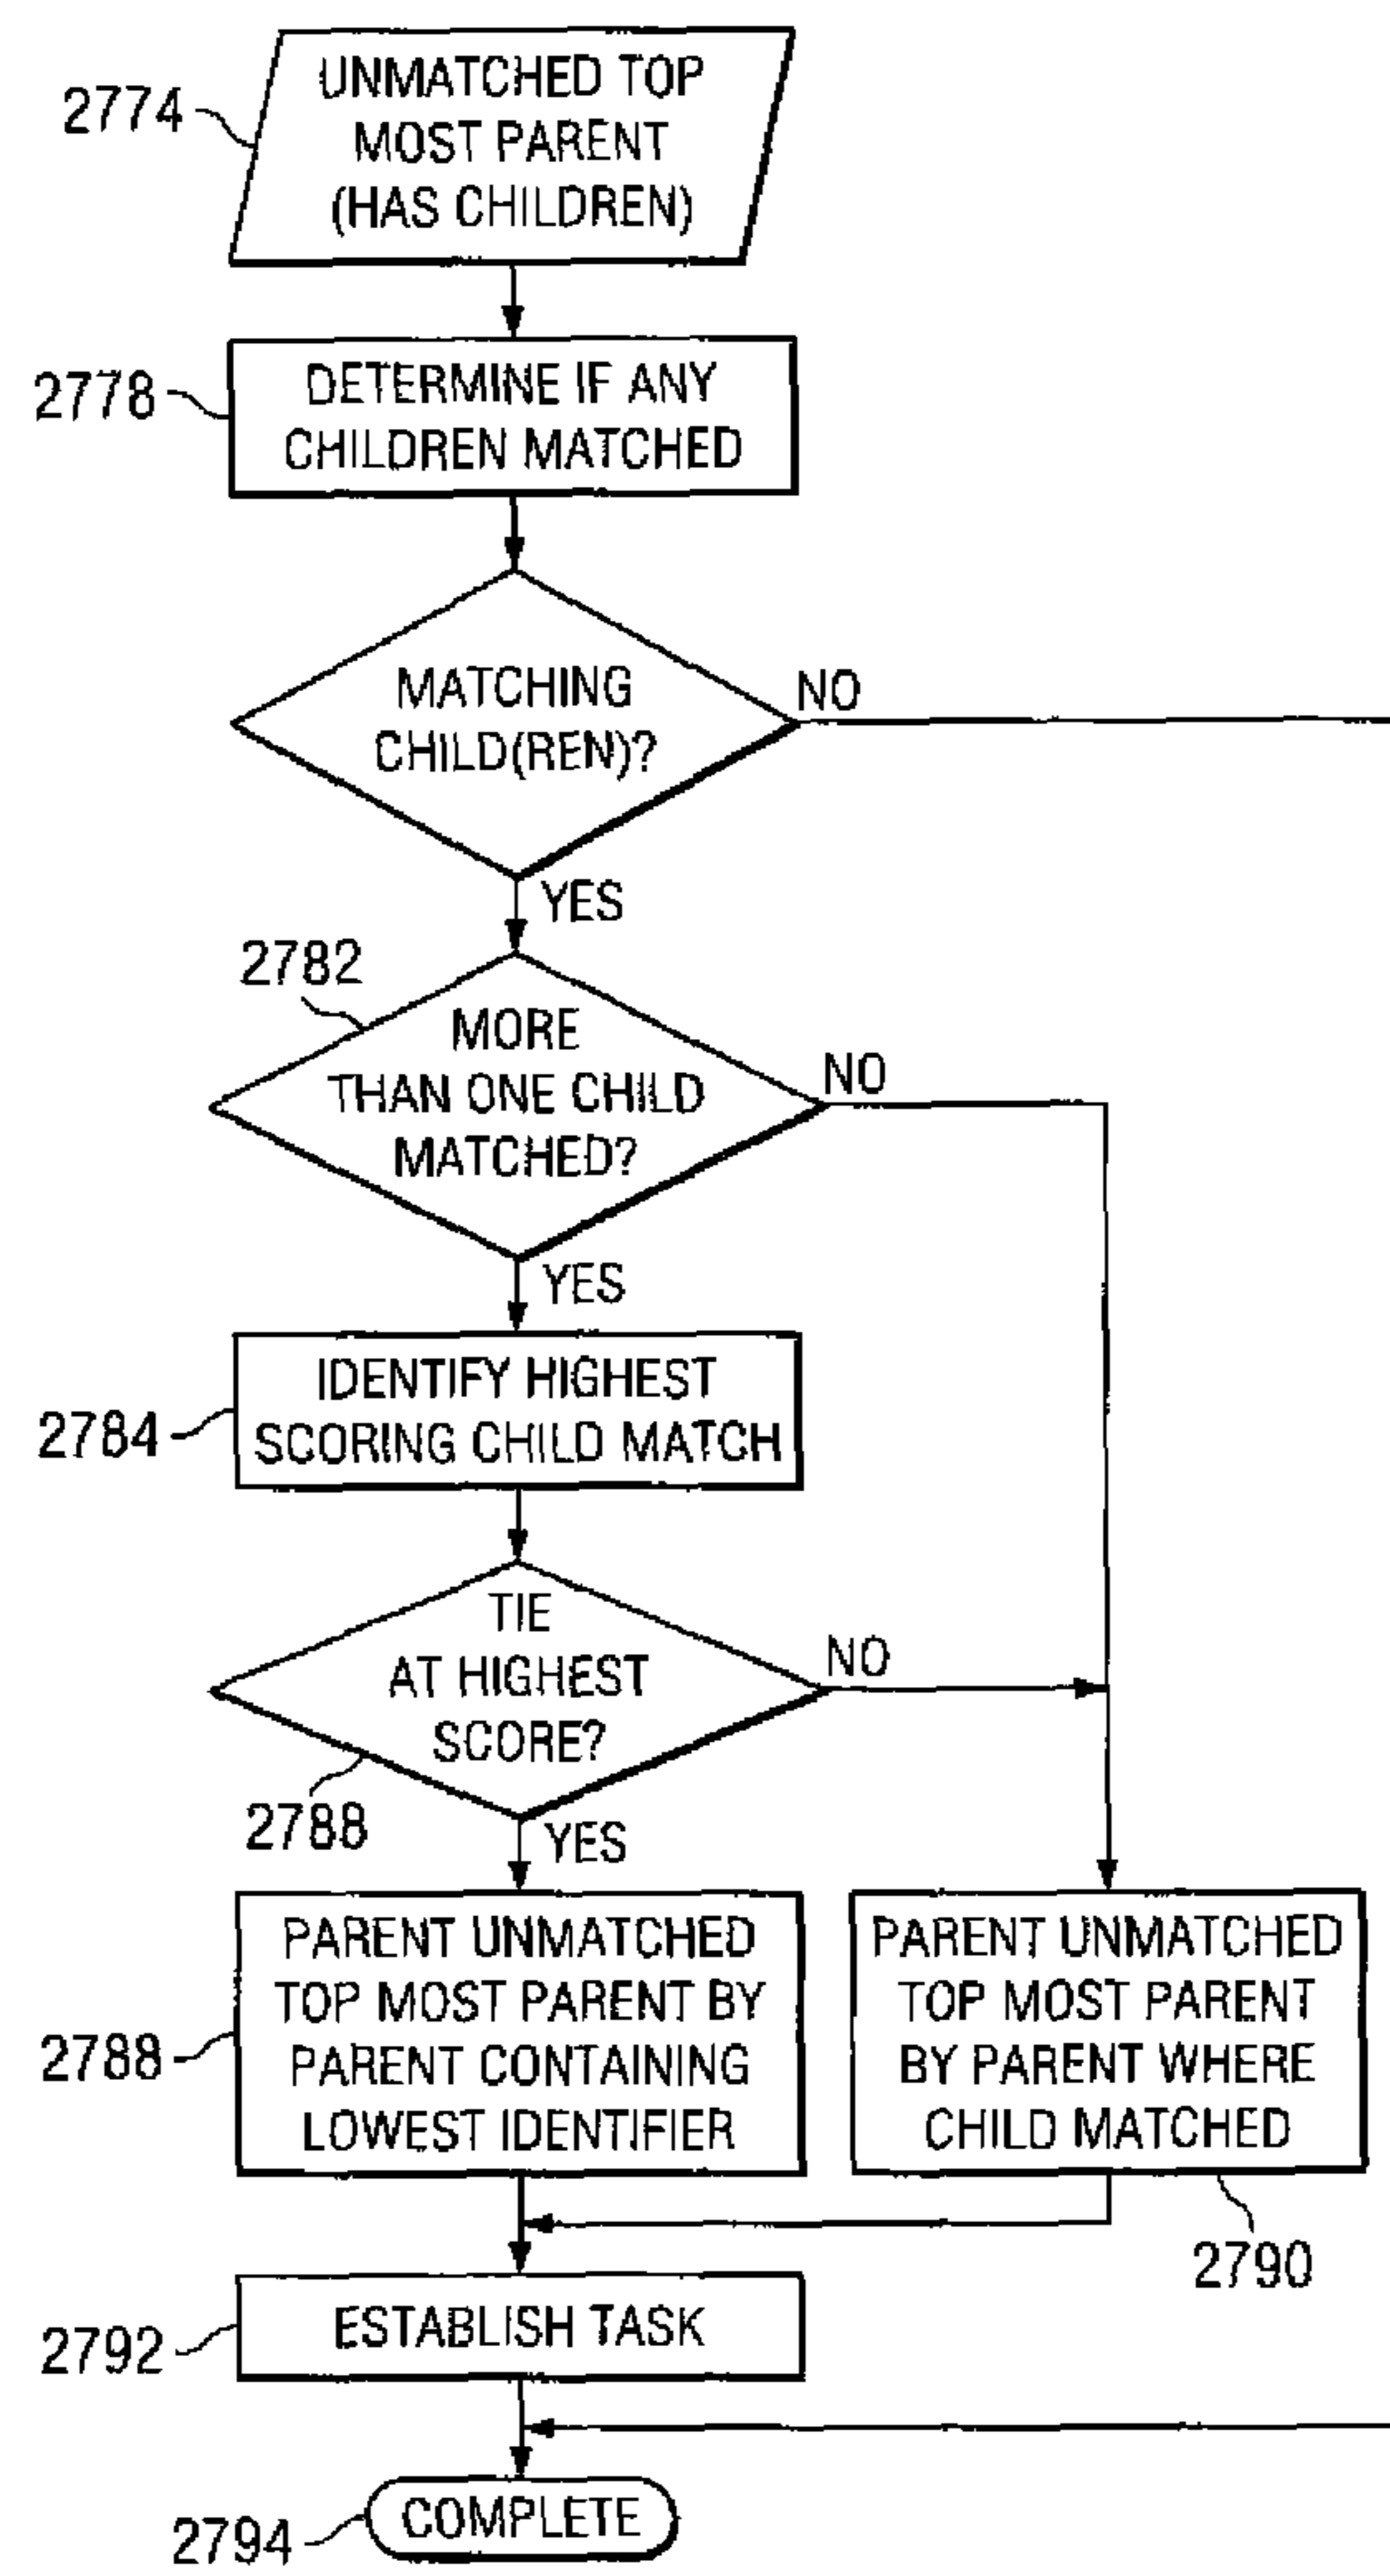 2774
UNMATCHED TOP
MOST PARENT
(HAS CHILDREN)
2778
DETERMINE IF ANY
CHILDREN MATCHED
MATCHING
CHILD(REN)?
NO
YES
2782
MORE
THAN ONE CHILD
MATCHED?
NO
YES
2784
IDENTIFY HIGHEST
SCORING CHILD MATCH
TIE
AT HIGHEST
SCORE?
NO
2788
YES
2788
PARENT UNMATCHED
TOP MOST PARENT BY
PARENT CONTAINING
LOWEST IDENTIFIER
PARENT UNMATCHED
TOP MOST PARENT
BY PARENT WHERE
CHILD MATCHED
2790
2792
ESTABLISH TASK
2794
COMPLETE